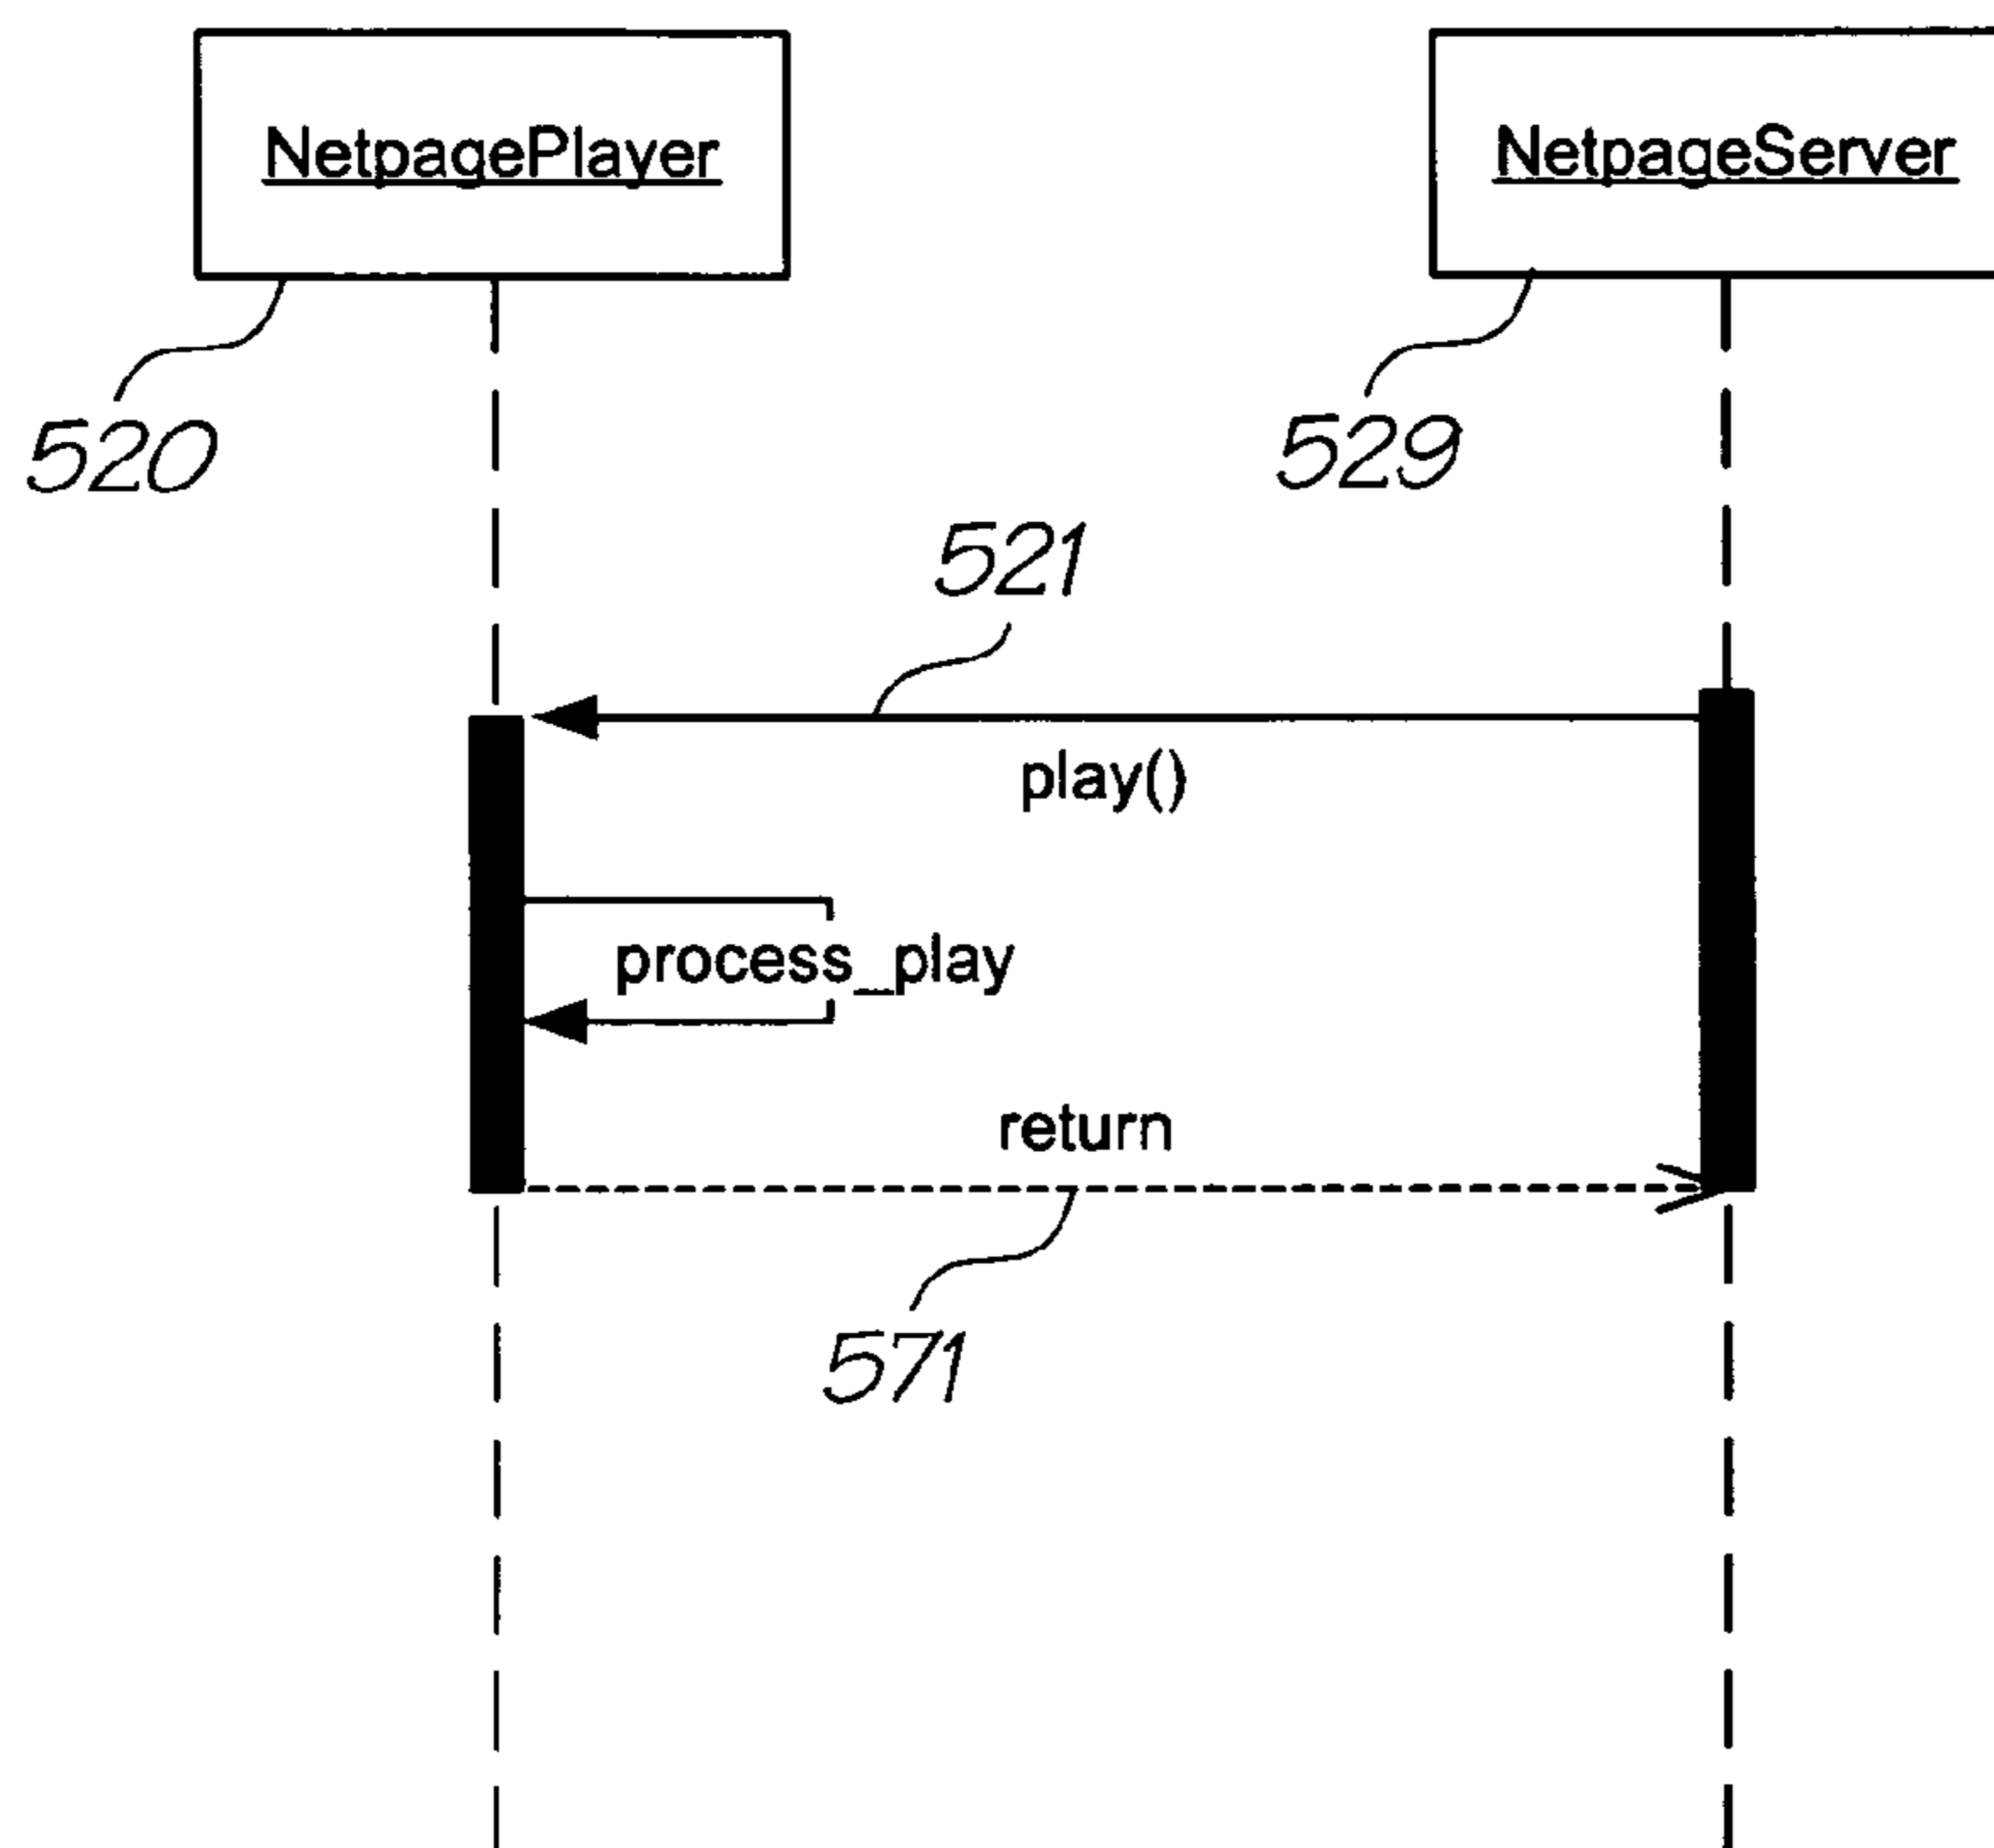 NetpagePlayer
NetpageServer
520
529
521
play()
process_play
return
571